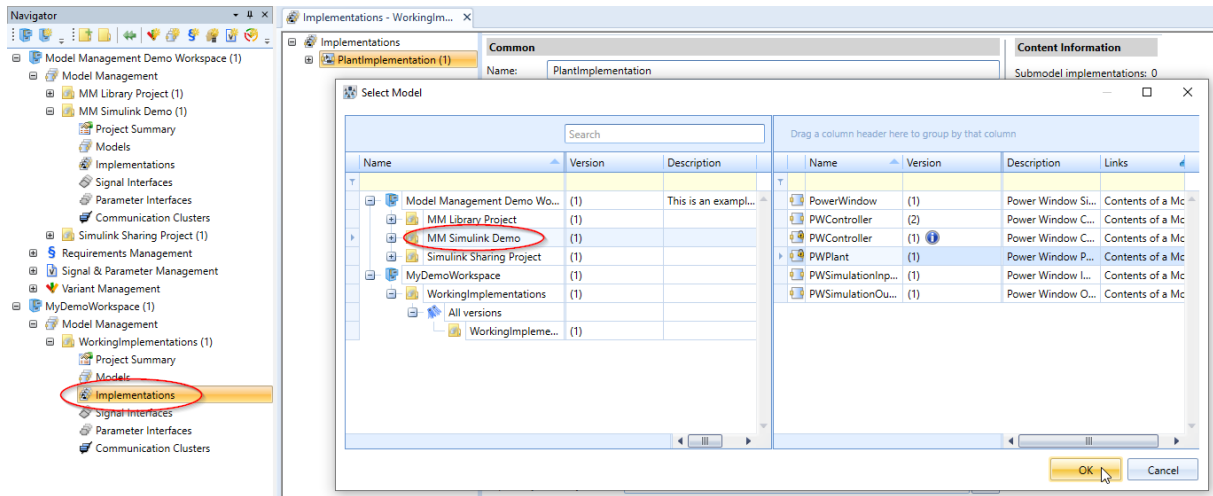 Navigator
Model Management Demo Workspace (1)
Model Management
MM Library Project (1)
MM Simulink Demo (1)
Project Summary
Models
Implementations
Signal Interfaces
Parameter Interfaces
Communication Clusters
Simulink Sharing Project (1)
Requirements Management
Signal & Parameter Management
Variant Management
MyDemoWorkspace (1)
Model Management
WorkingImplementations (1)
Project Summary
Models
Implementations
Signal Interfaces
Parameter Interfaces
Communication Clusters
Implementations - WorkingIm...
Implementations
PlantImplementation (1)
Common
Name: PlantImplementation
Content Information
Submodel implementations: 0
Select Model
Search
Name Version Description
Model Management Demo Wo... (1) This is an exampl...
MM Library Project (1)
MM Simulink Demo (1)
Simulink Sharing Project (1)
MyDemoWorkspace (1)
WorkingImplementations (1)
All versions
WorkingImpleme... (1)
Drag a column header here to group by that column
Name Version Description Links
PowerWindow (1) Power Window Si... Contents of a Mc
PWController (2) Power Window C... Contents of a Mc
PWController (1) Power Window C... Contents of a Mc
PWPlant (1) Power Window P... Contents of a Mc
PWSimulationInp... (1) Power Window I... Contents of a Mc
PWSimulationOu... (1) Power Window O... Contents of a Mc
OK Cancel